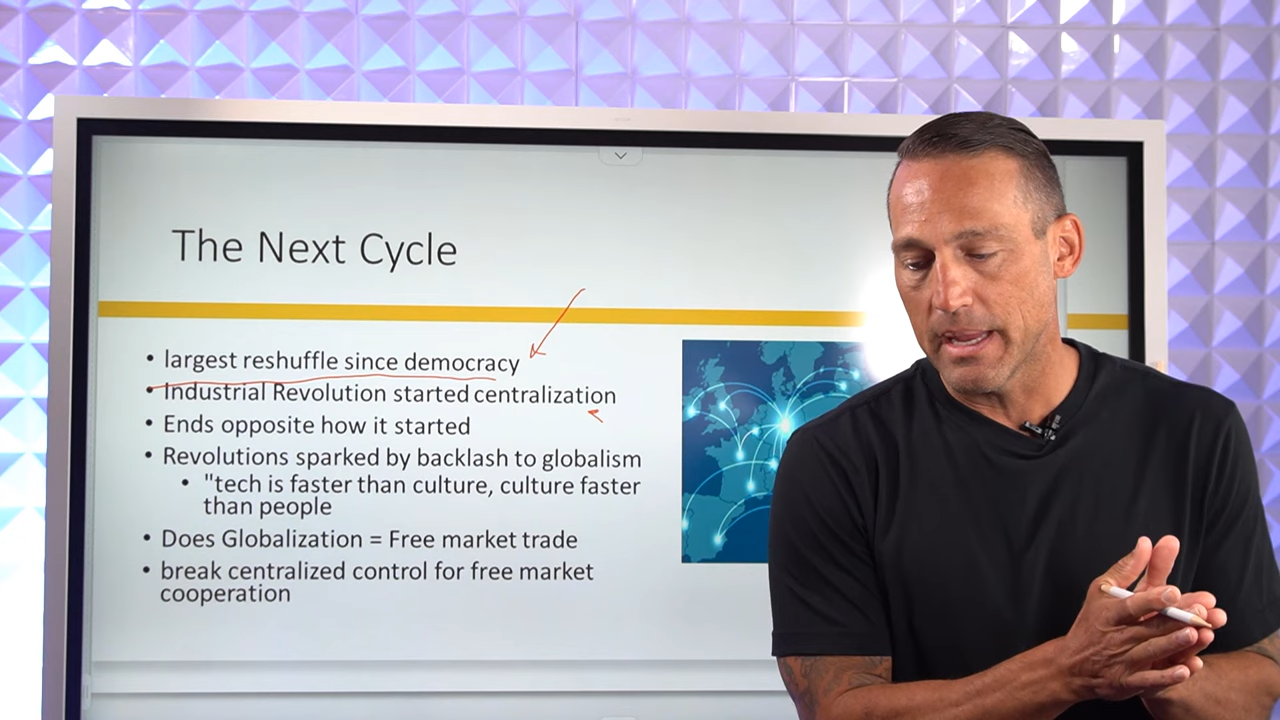 The Next Cycle
• largest reshuffle since democracy
• Industrial Revolution started centralization
• Ends opposite how it started
• Revolutions sparked by backlash to globalism
• "tech is faster than culture, culture faster
than people
• Does Globalization = Free market trade
• break centralized control for free market
cooperation